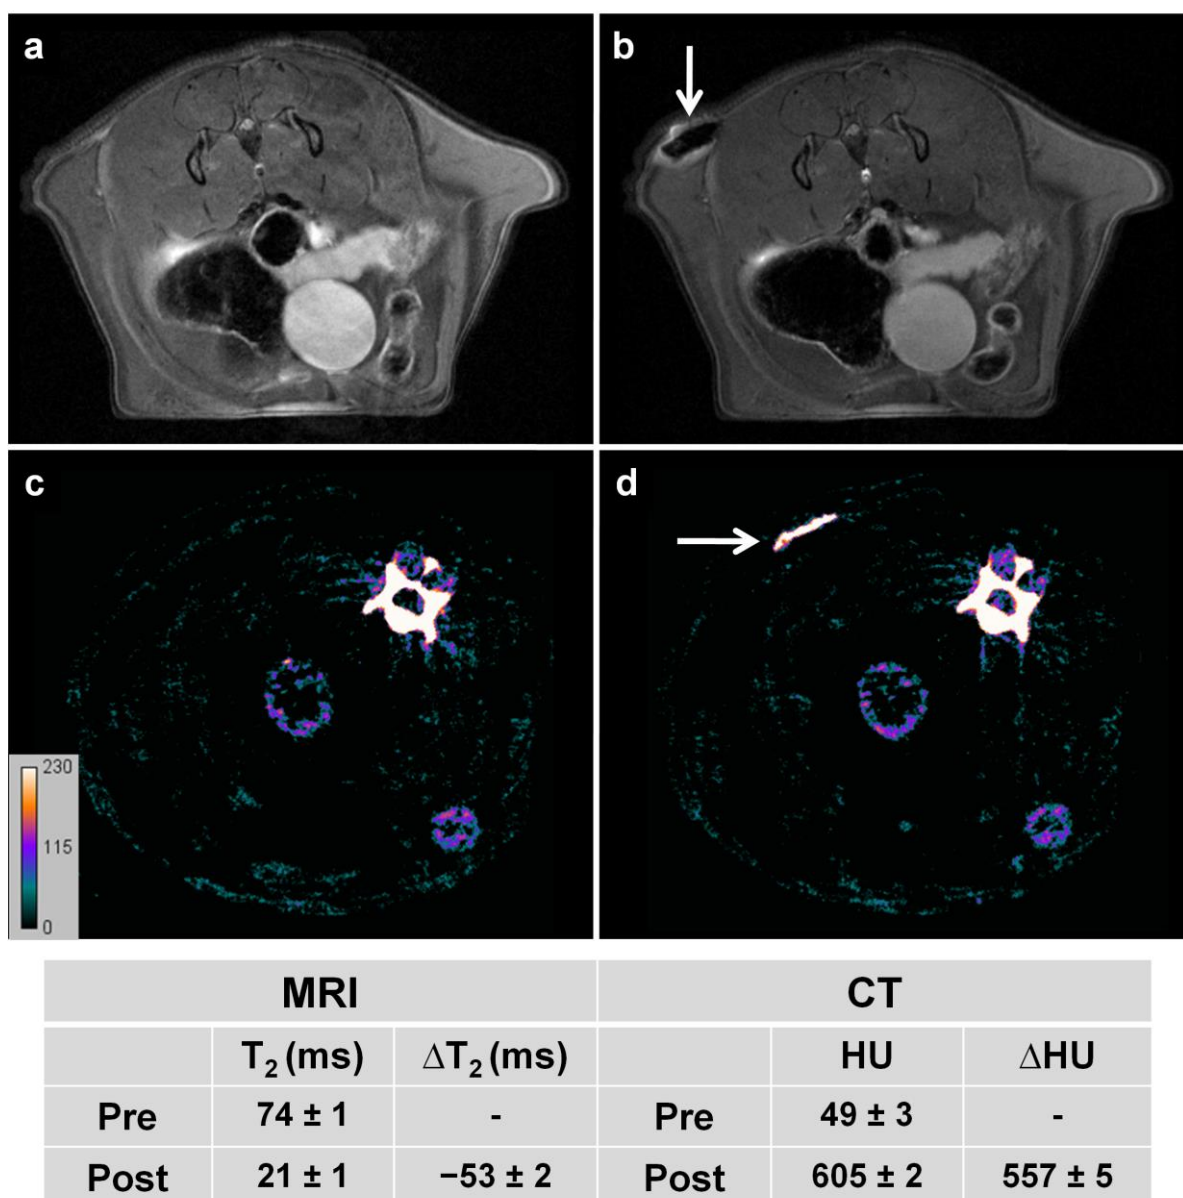 a
b
c
d
230
115
0
MRI CT
T₂ (ms) ΔT₂ (ms) HU ΔHU
Pre 74 ± 1 - Pre 49 ± 3 -
Post 21 ± 1 −53 ± 2 Post 605 ± 2 557 ± 5